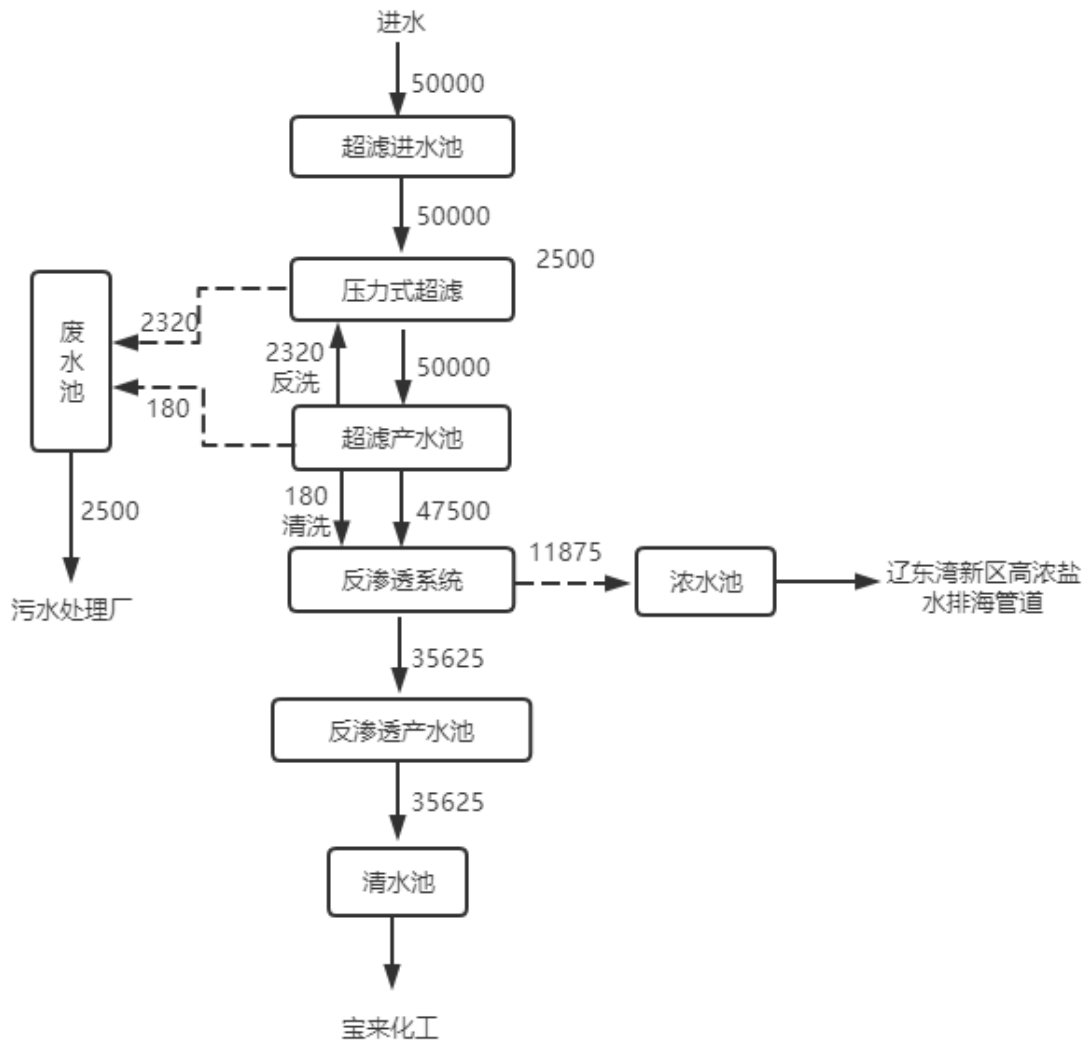 进水
50000
超滤进水池
50000
压力式超滤
2500
2320
2320
反洗
50000
废
水
池
180
超滤产水池
2500
180
清洗
47500
反渗透系统
11875
浓水池
辽东湾新区高浓盐
水排海管道
污水处理厂
35625
反渗透产水池
35625
清水池
宝来化工